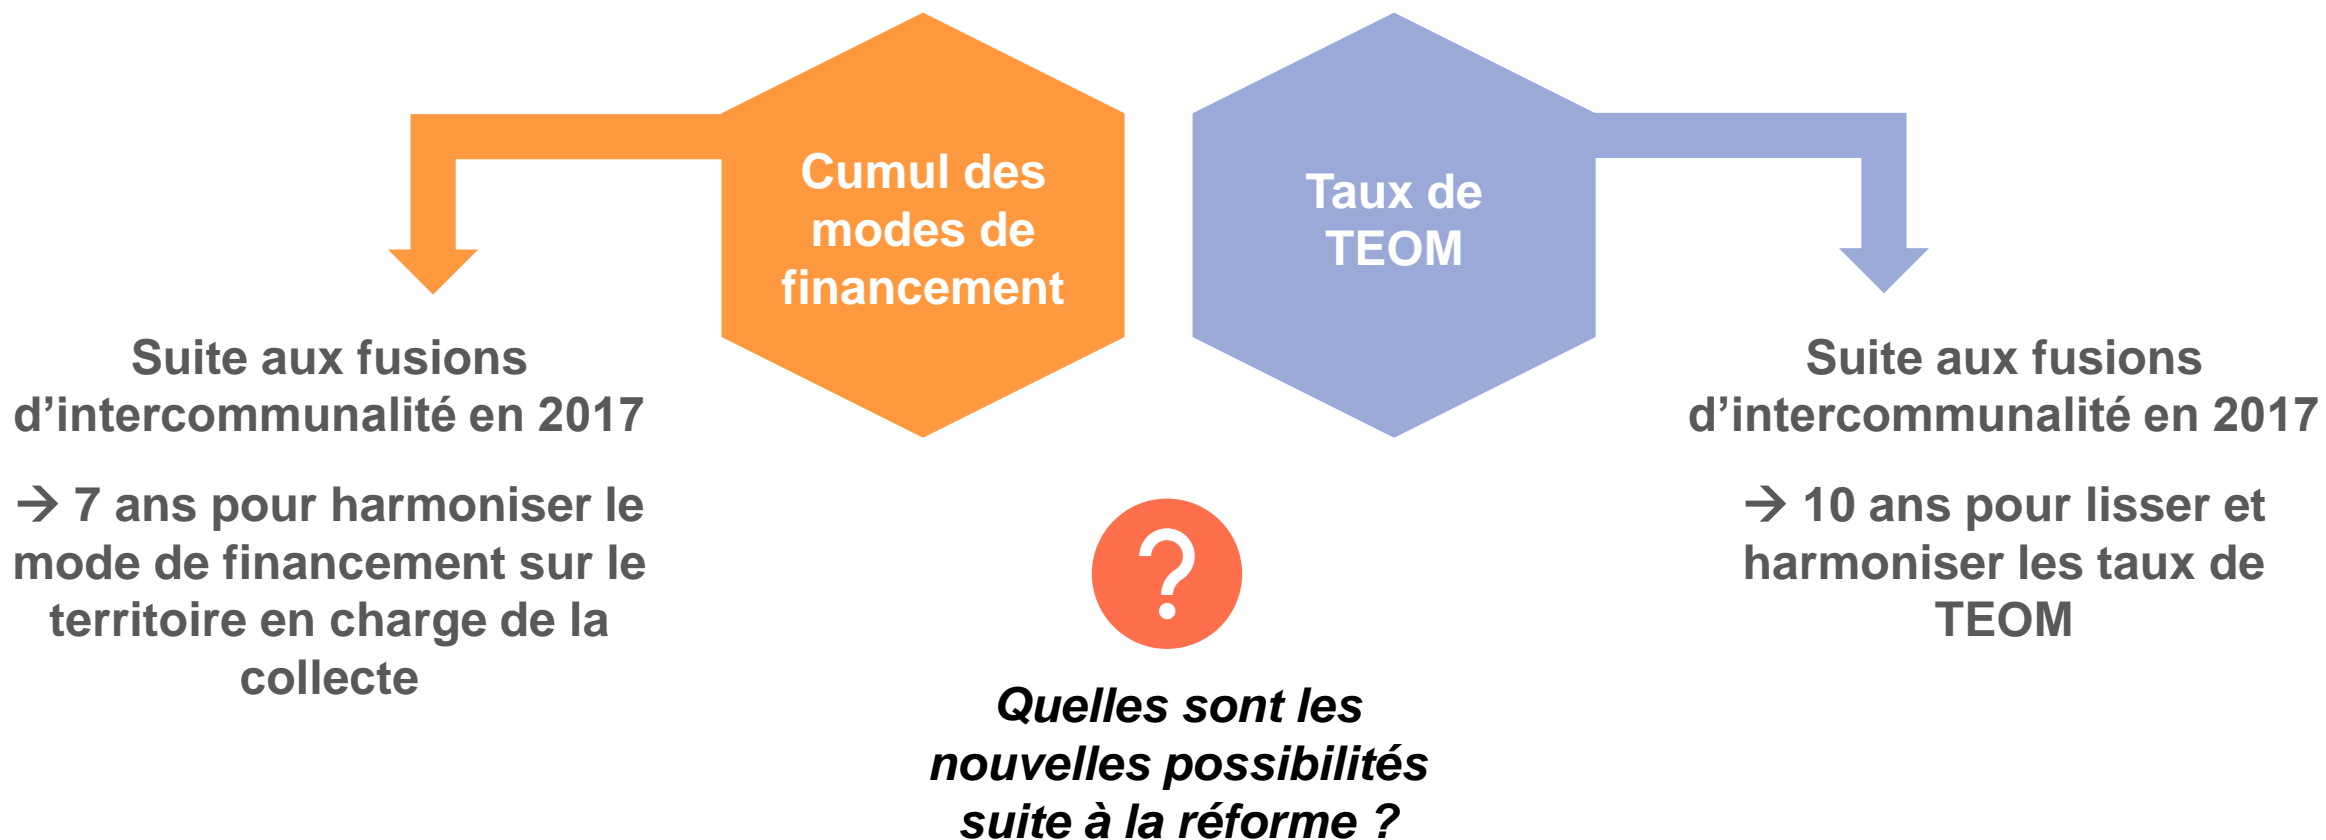 Cumul des
modes de
financement
Taux de
TEOM
Suite aux fusions
d’intercommunalité en 2017
→ 7 ans pour harmoniser le
mode de financement sur le
territoire en charge de la
collecte
Suite aux fusions
d’intercommunalité en 2017
→ 10 ans pour lisser et
harmoniser les taux de
TEOM
?
Quelles sont les
nouvelles possibilités
suite à la réforme ?